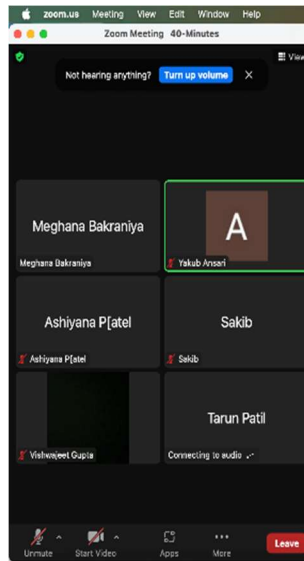 zoom.us Meeting View Edit Window Help
Zoom Meeting 40-Minutes
View
Not hearing anything? Turn up volume
Meghana Bakraniya
Meghana Bakraniya
A
Yakub Ansari
Ashiyana P[atel
Ashiyana P[atel
Sakib
Sakib
Vishwajeet Gupta
Tarun Patil
Connecting to audio
Unmute Start Video Apps More Leave